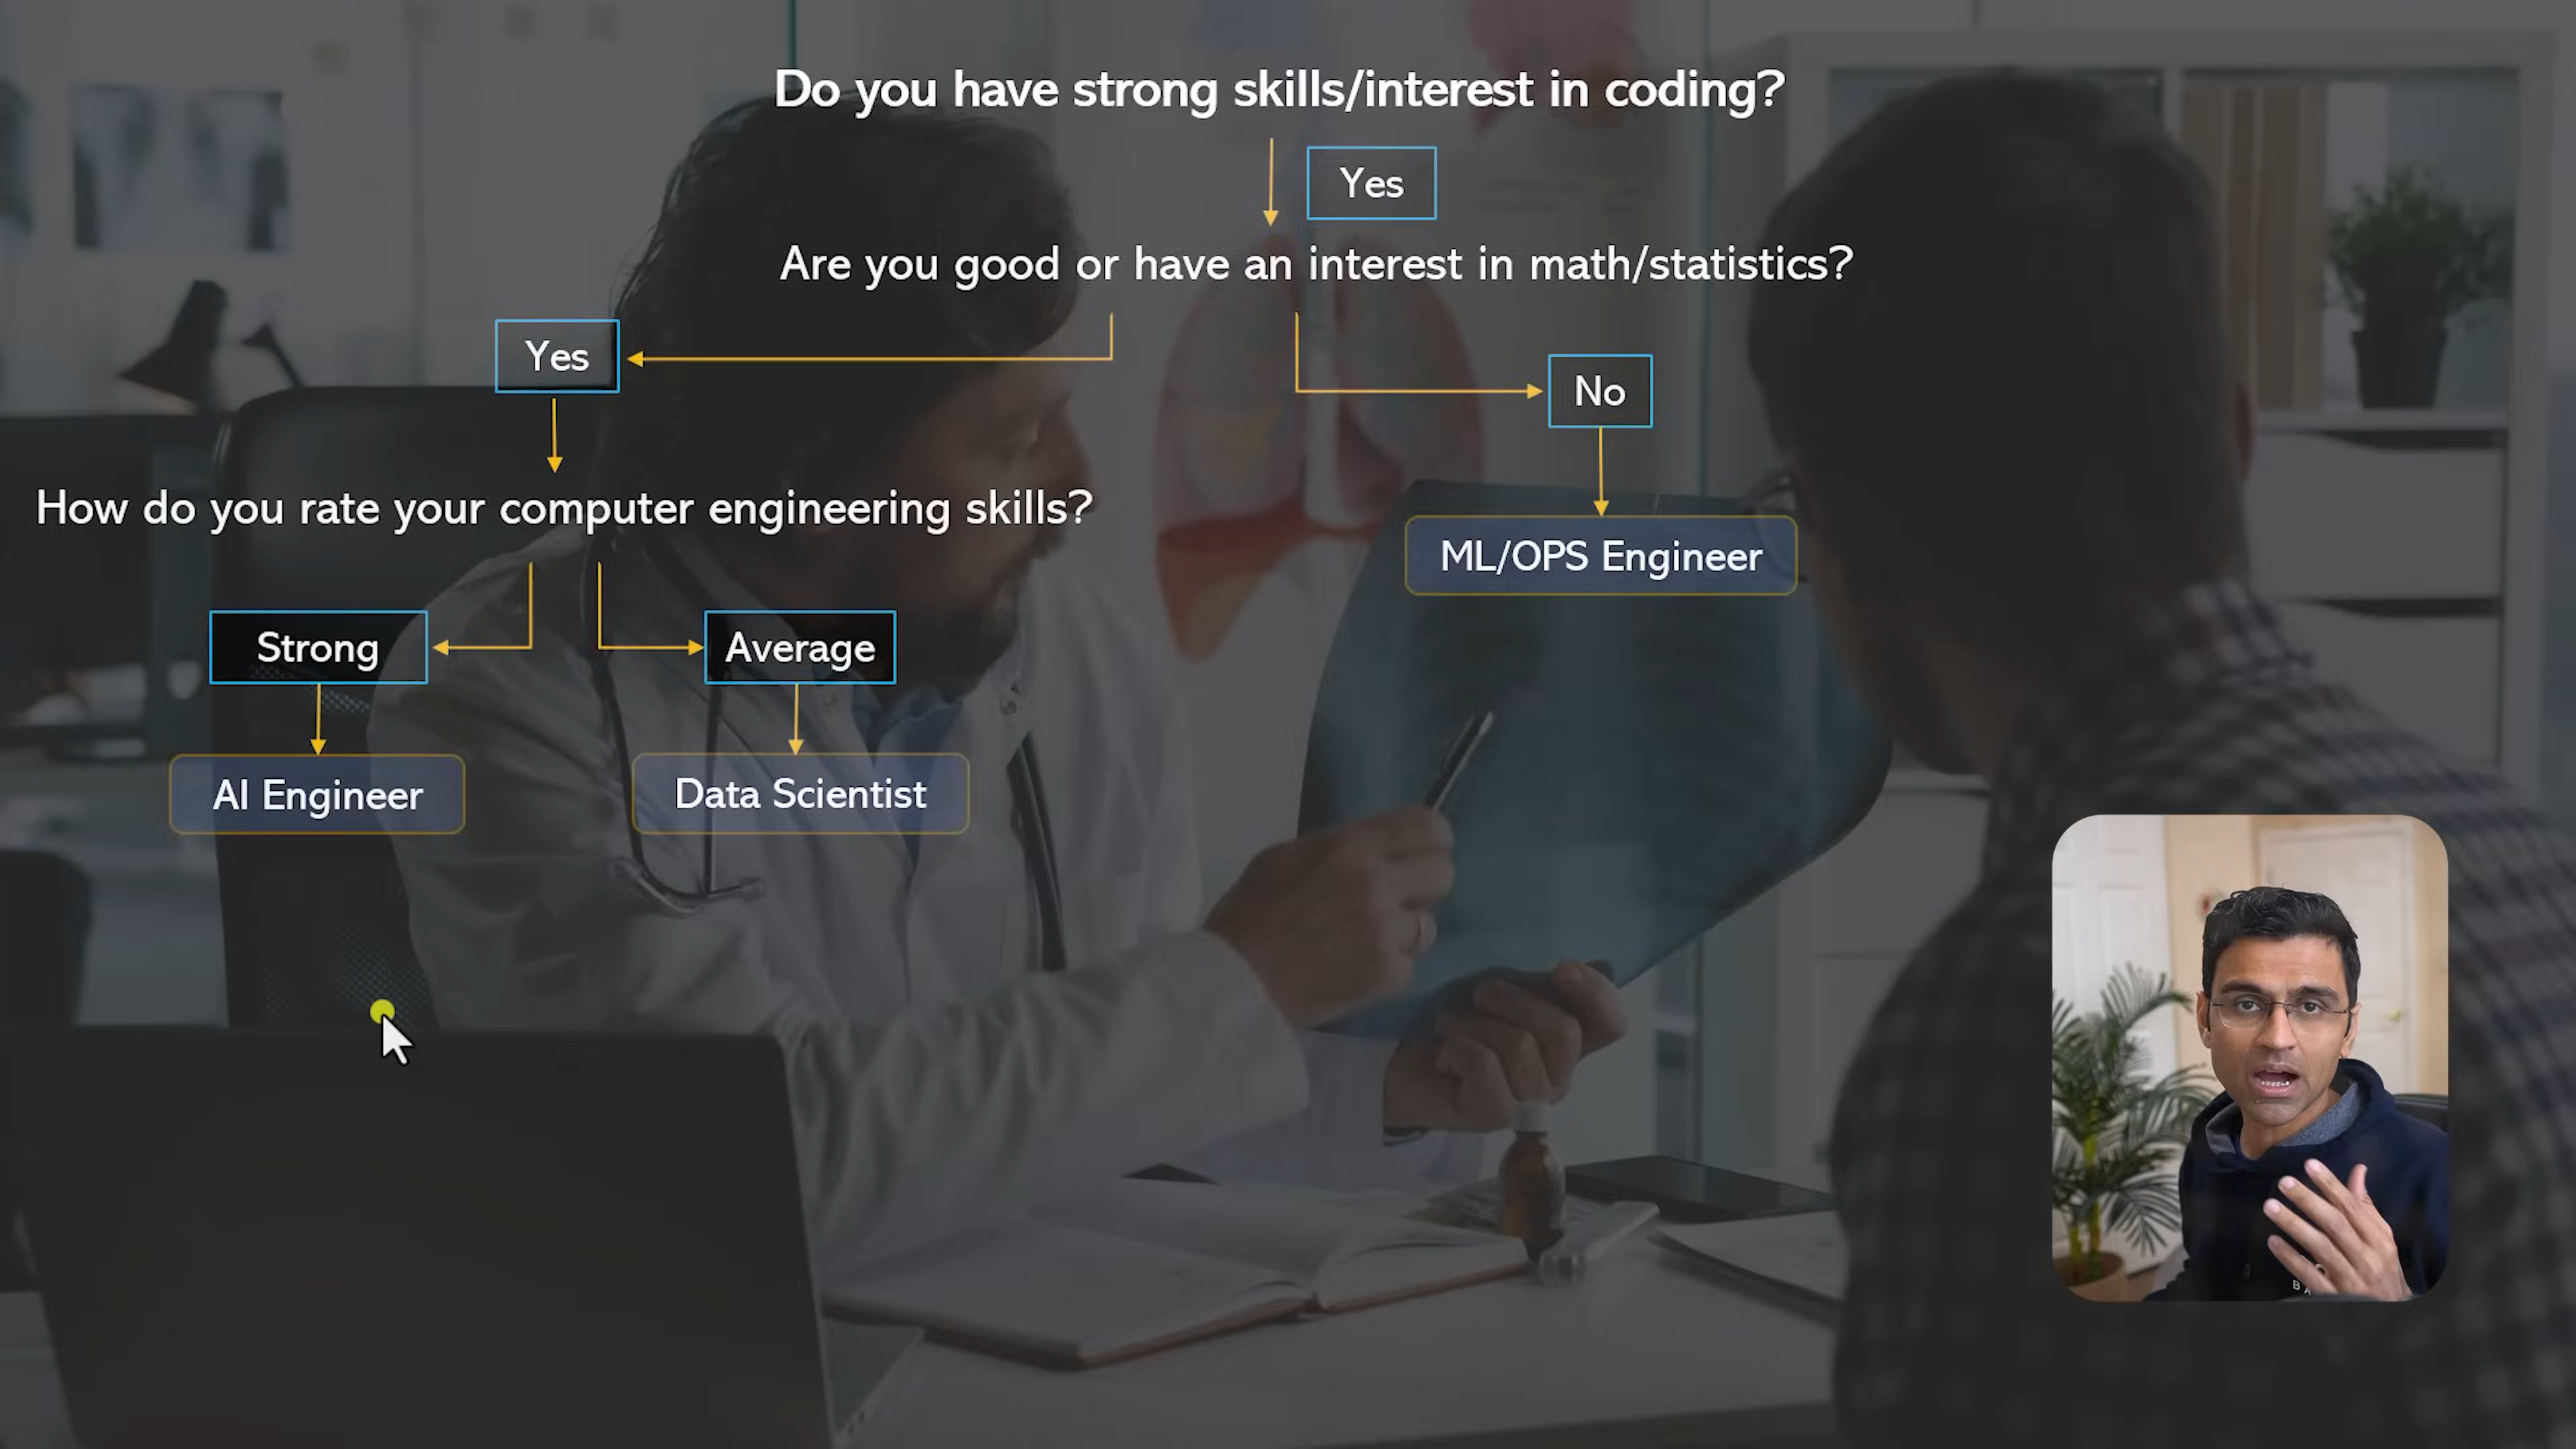 Do you have strong skills/interest in coding?
Yes
Are you good or have an interest in math/statistics?
Yes
No
How do you rate your computer engineering skills?
ML/OPS Engineer
Strong
Average
AI Engineer
Data Scientist